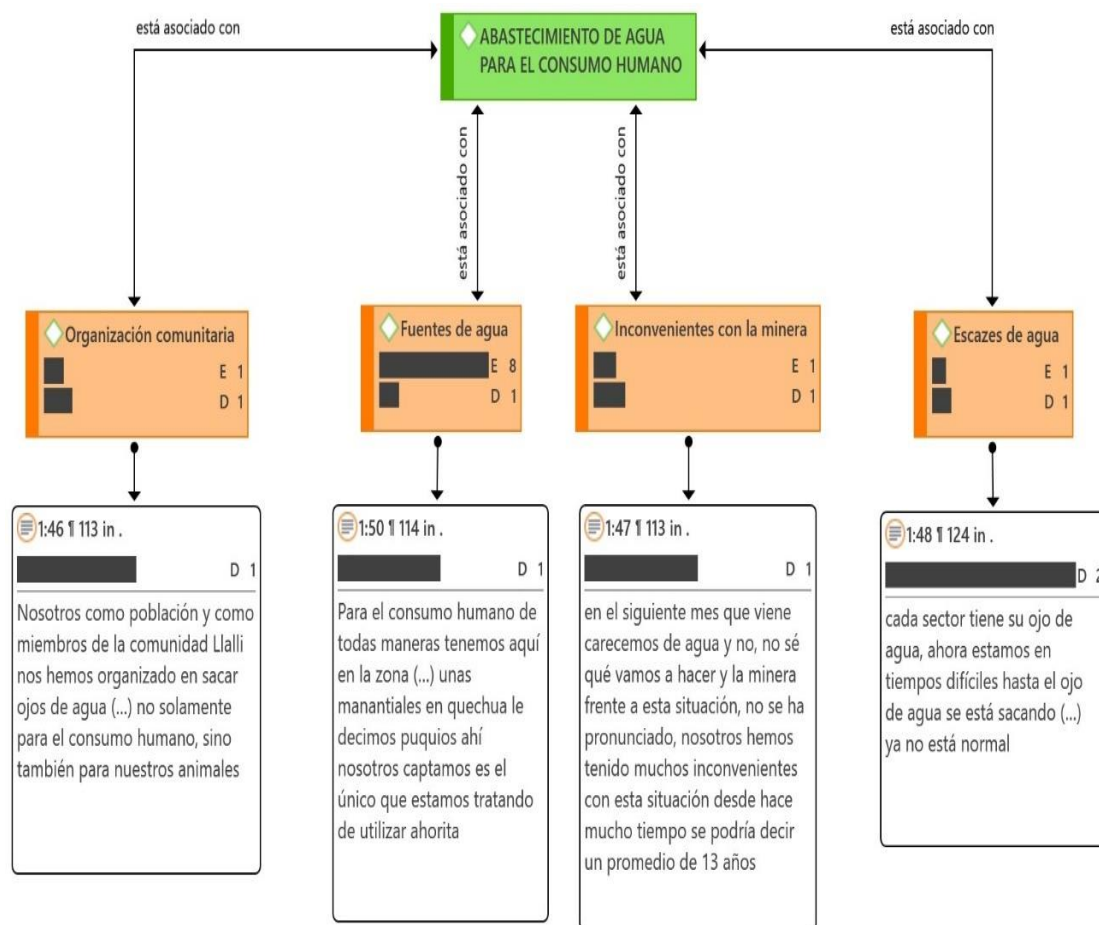 está asociado con
ABASTECIMIENTO DE AGUA
PARA EL CONSUMO HUMANO
está asociado con
está asociado con
está asociado con
Organización comunitaria
E 1
D 1
Fuentes de agua
E 8
D 1
Inconvenientes con la minera
E 1
D 1
Escazes de agua
E 1
D 1
1:46 ¶ 113 in .
D 1
Nosotros como población y como
miembros de la comunidad Llalli
nos hemos organizado en sacar
ojos de agua (...) no solamente
para el consumo humano, sino
también para nuestros animales
1:50 ¶ 114 in .
D 1
Para el consumo humano de
todas maneras tenemos aquí
en la zona (...) unas
manantiales en quechua le
decimos puquios ahí
nosotros captamos es el
único que estamos tratando
de utilizar ahorita
1:47 ¶ 113 in .
D 1
en el siguiente mes que viene
carecemos de agua y no, no sé
qué vamos a hacer y la minera
frente a esta situación, no se ha
pronunciado, nosotros hemos
tenido muchos inconvenientes
con esta situación desde hace
mucho tiempo se podría decir
un promedio de 13 años
1:48 ¶ 124 in .
D 2
cada sector tiene su ojo de
agua, ahora estamos en
tiempos difíciles hasta el ojo
de agua se está sacando (...)
ya no está normal